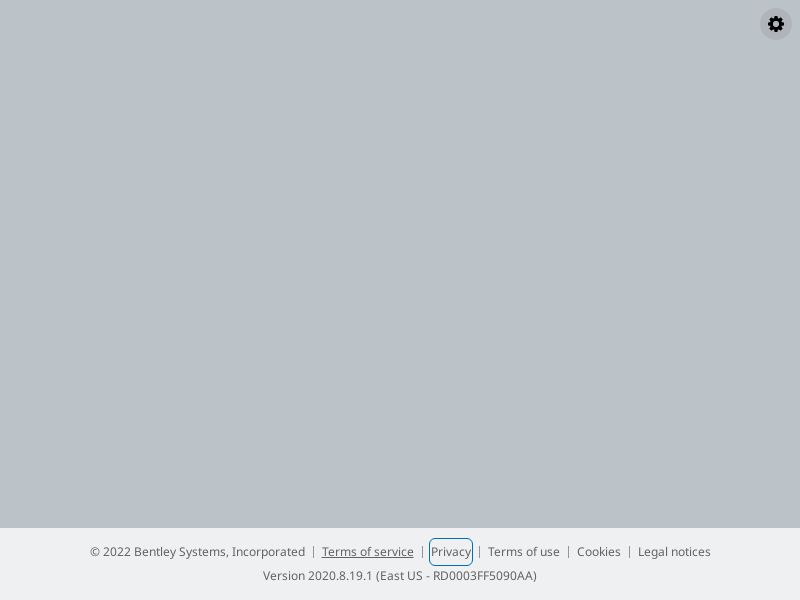 © 2022 Bentley Systems, Incorporated | Terms of service | Privacy | Terms of use | Cookies | Legal notices
Version 2020.8.19.1 (East US - RD0003FF5090AA)